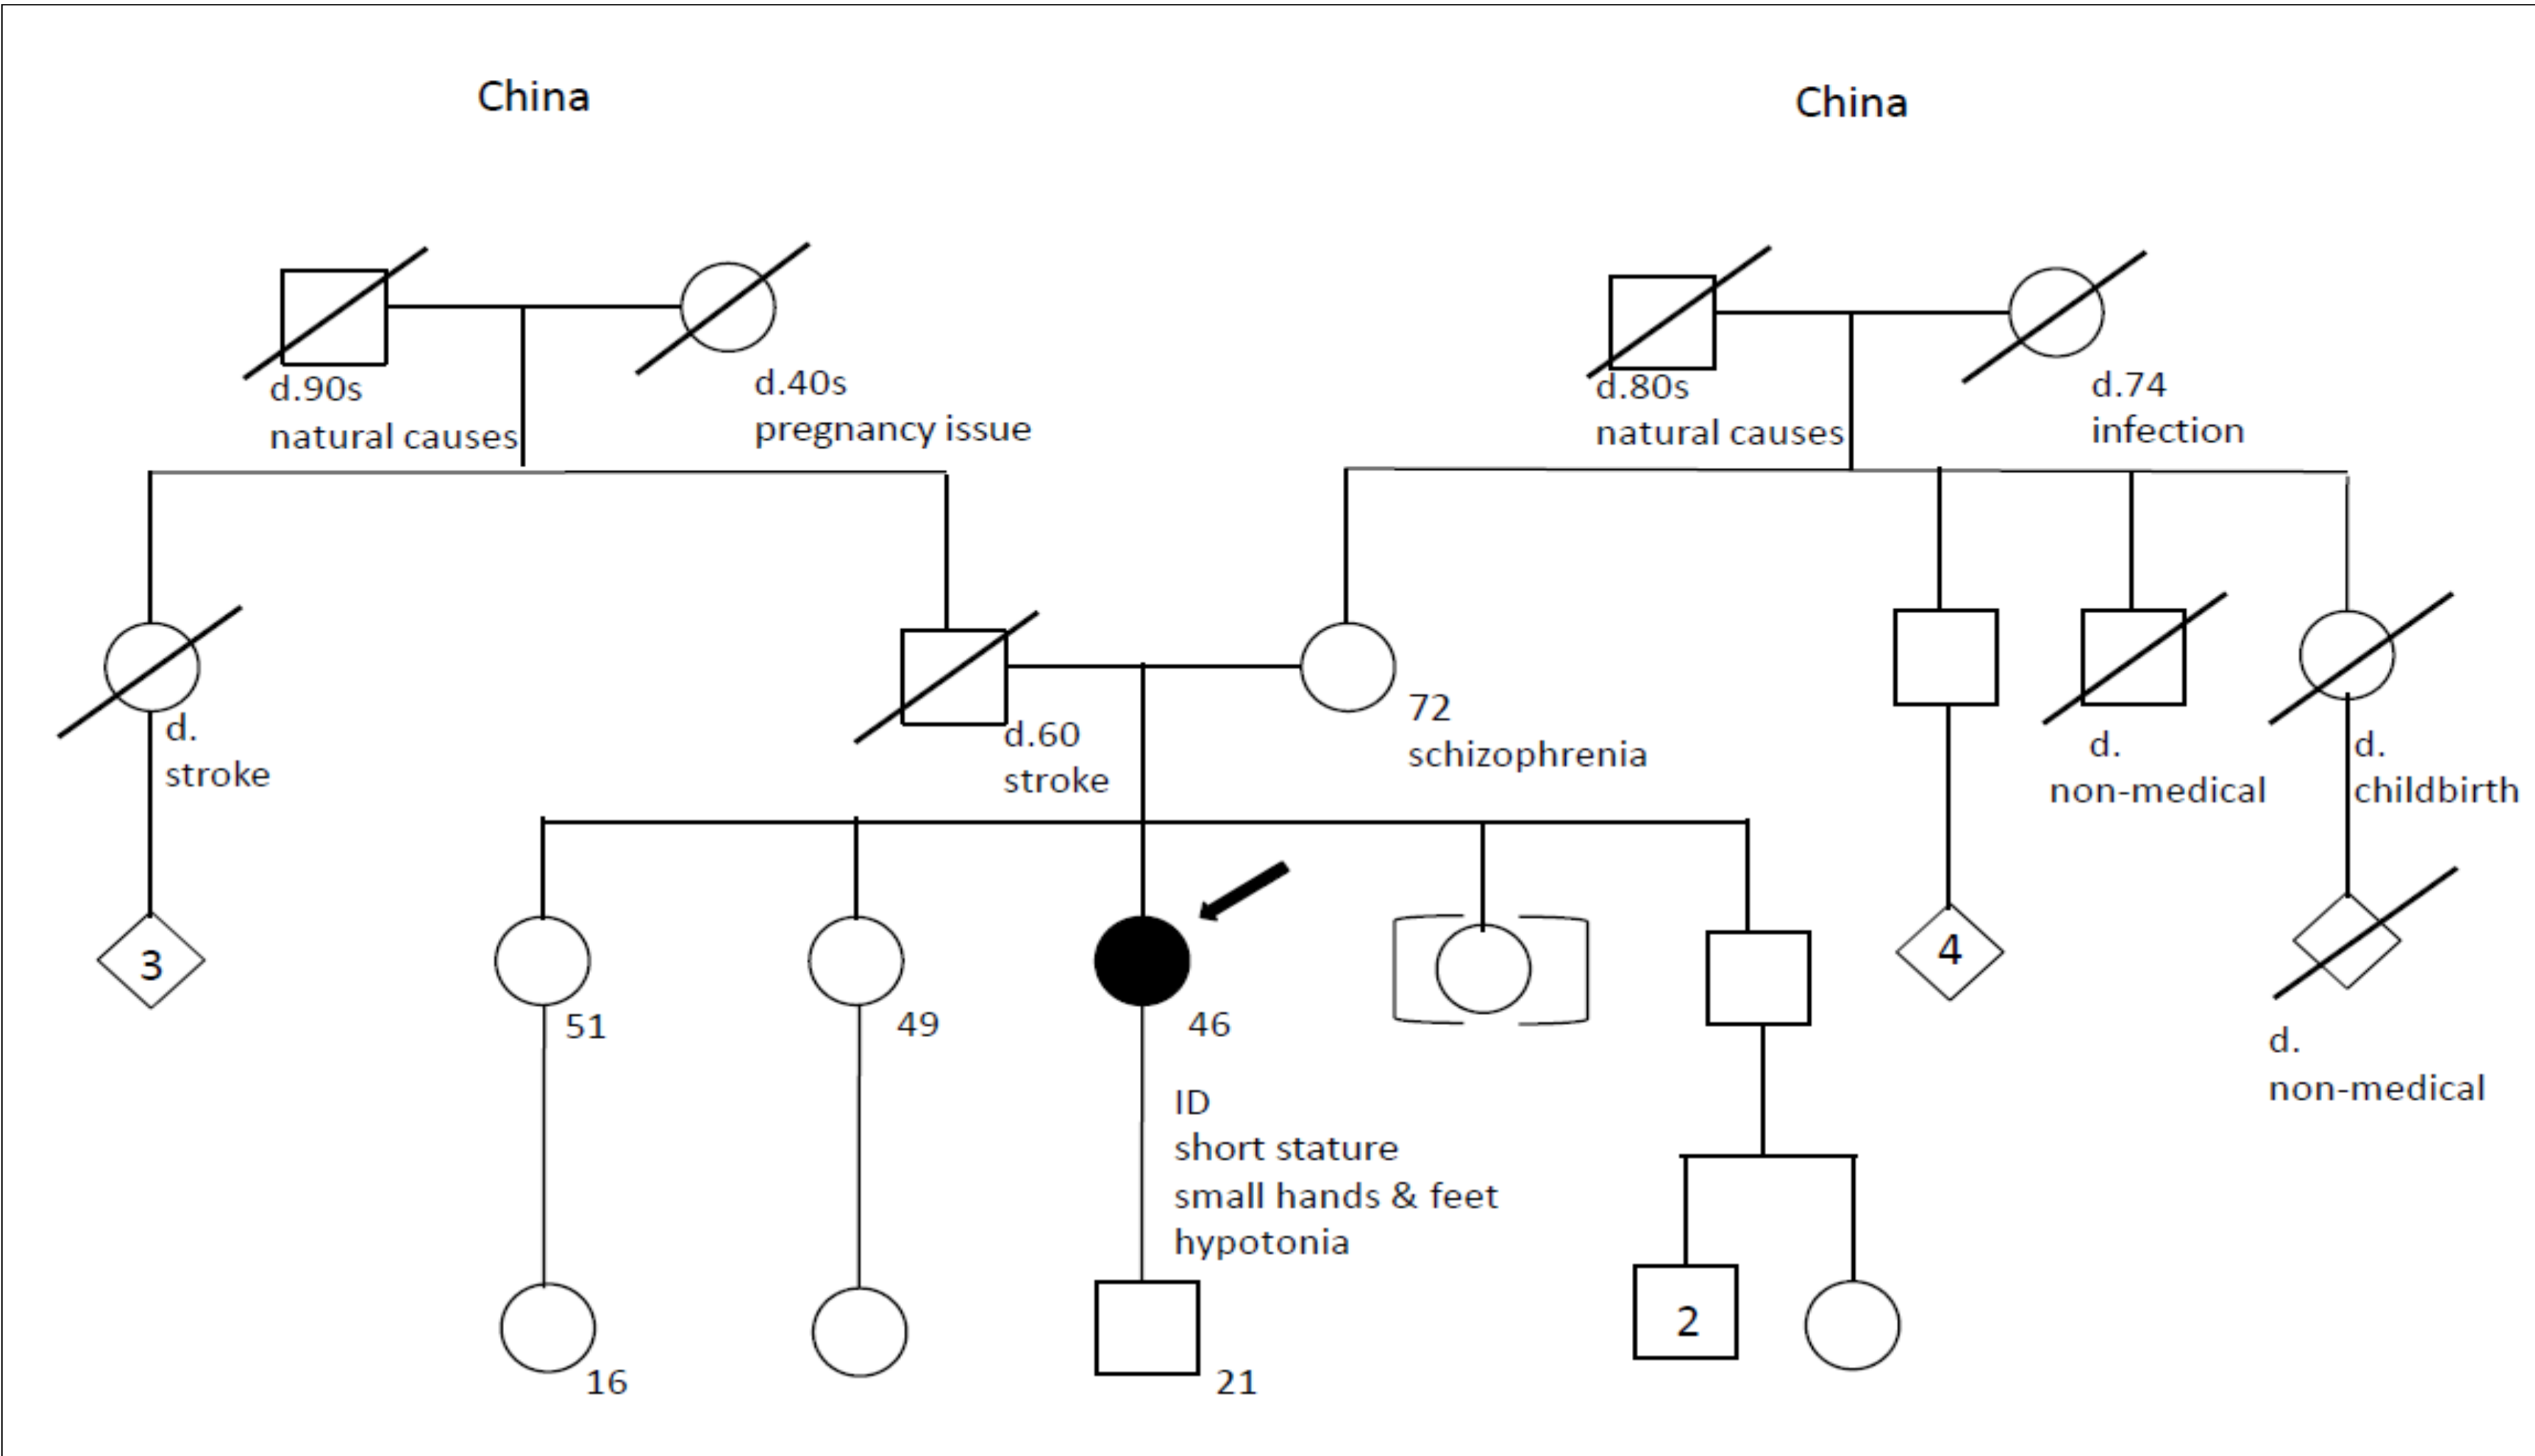 China
China
d.90s
natural causes
d.40s
pregnancy issue
d.80s
natural causes
d.74
infection
d.
stroke
d.60
stroke
72
schizophrenia
d.
non-medical
d.
childbirth
3
51
49
46
ID
short stature
small hands & feet
hypotonia
4
d.
non-medical
16
21
2